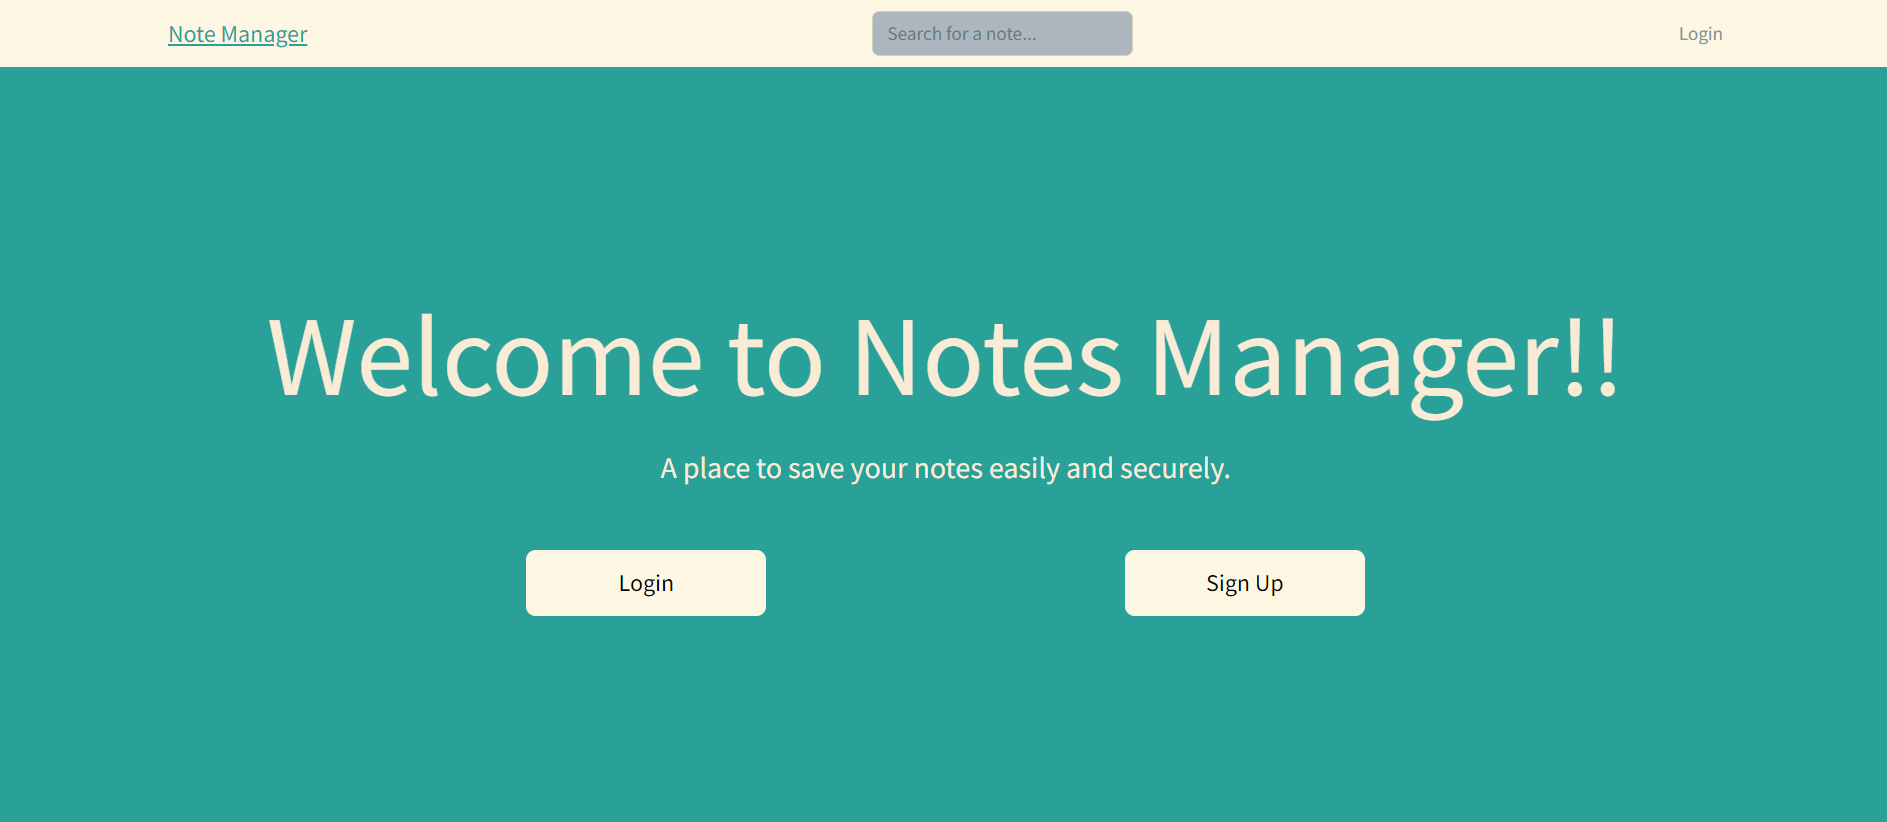 Note Manager
Search for a note...
Login
Welcome to Notes Manager!!
A place to save your notes easily and securely.
Login
Sign Up